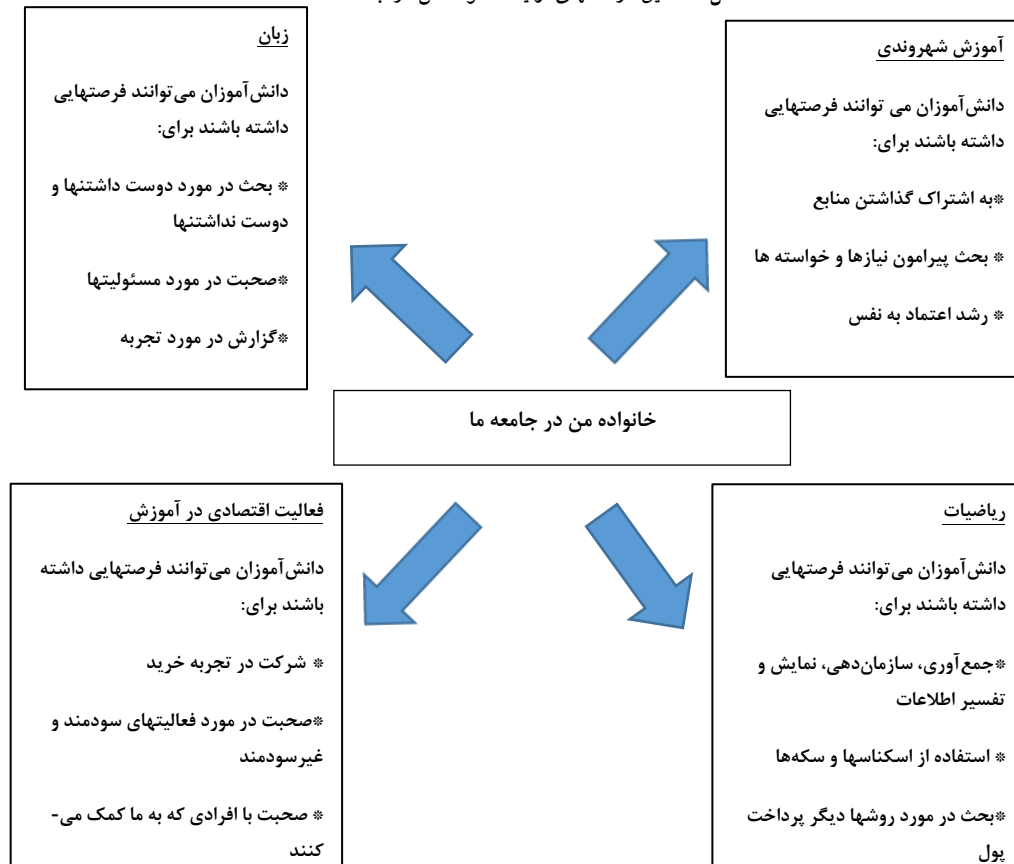 آموزش شهروندی
دانش‌آموزان می توانند فرصتهایی
داشته باشند برای:
*به اشتراک گذاشتن منابع
* بحث پیرامون نیازها و خواسته ها
* رشد اعتماد به نفس
زبان
دانش‌آموزان می‌توانند فرصتهایی
داشته باشند برای:
* بحث در مورد دوست داشتنها و
دوست نداشتنها
*صحبت در مورد مسئولیتها
*گزارش در مورد تجربه
خانواده من در جامعه ما
ریاضیات
دانش‌آموزان می‌توانند فرصتهایی
داشته باشند برای:
*جمع‌آوری، سازمان‌دهی، نمایش و
تفسیر اطلاعات
* استفاده از اسکناسها و سکه‌ها
*بحث در مورد روشها دیگر پرداخت
پول
فعالیت اقتصادی در آموزش
دانش‌آموزان می‌توانند فرصتهایی داشته
باشند برای:
* شرکت در تجربه خرید
*صحبت در مورد فعالیتهای سودمند و
غیرسودمند
* صحبت با افرادی که به ما کمک می-
کنند